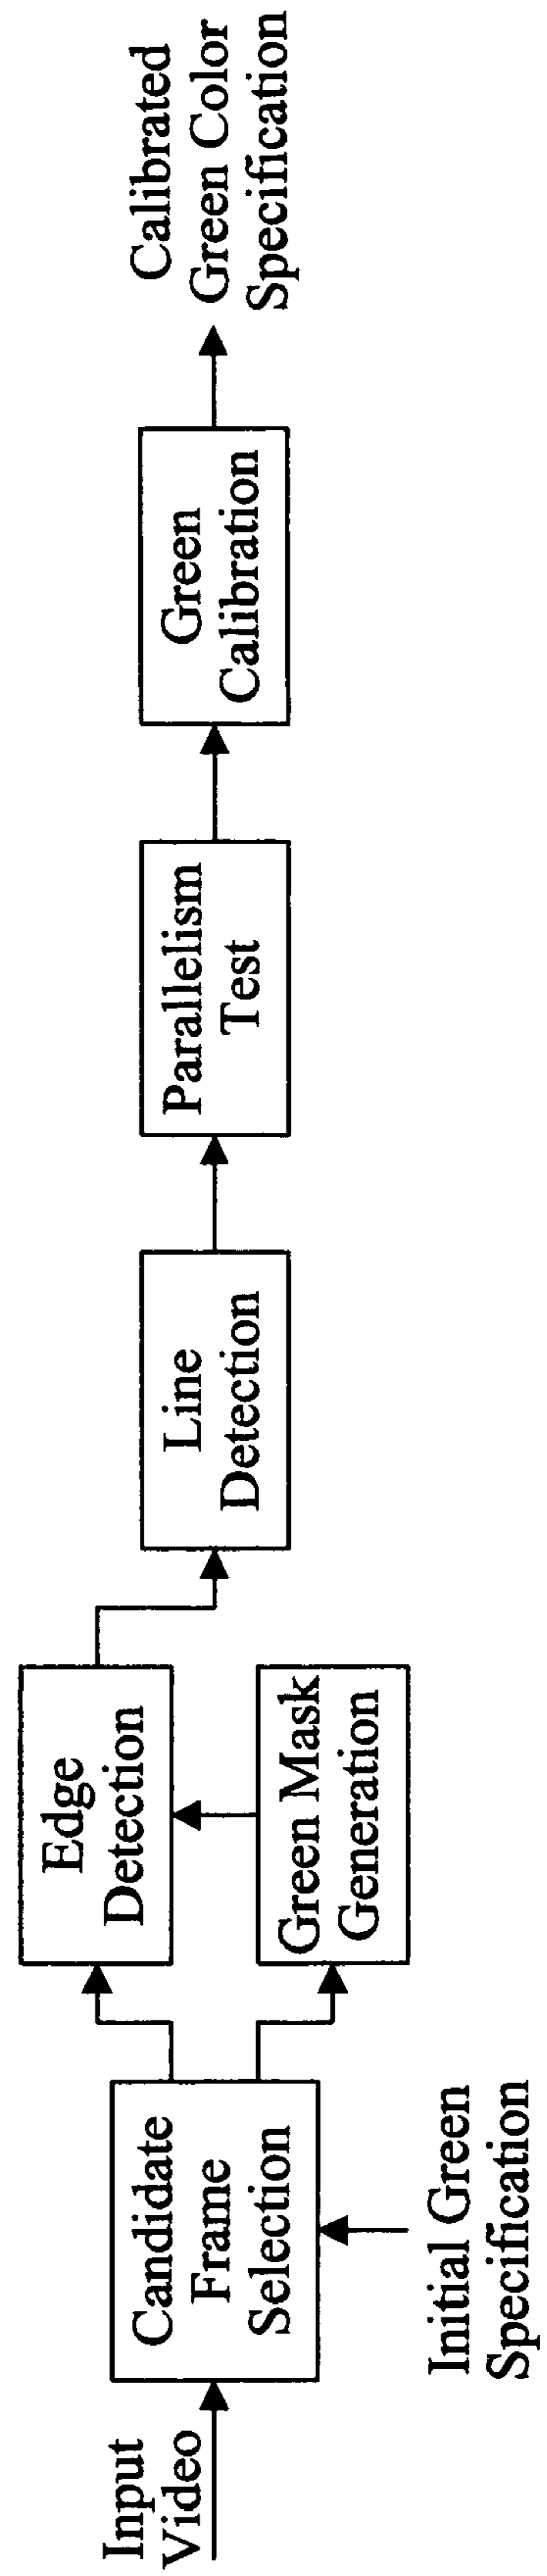 Input
Video
Candidate
Frame
Selection
Initial Green
Specification
Edge
Detection
Green Mask
Generation
Line
Detection
Parallelism
Test
Green
Calibration
Calibrated
Green Color
Specification